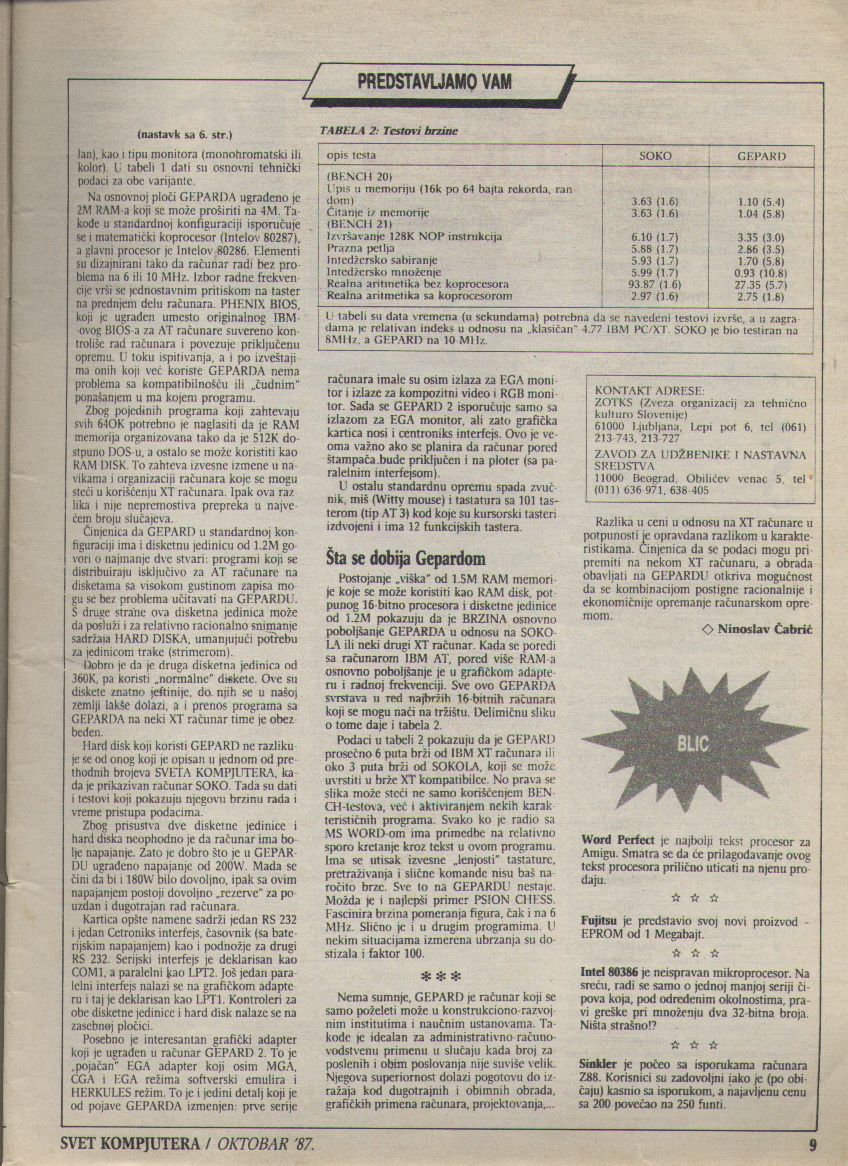 PREDSTAVLJAMO VAM
(nastavk sa 6. str.)
lan), kao i tipu monitora (monohromatski ili
kolor). U tabeli 1 dati su osnovni tehnički
podaci za obe varijante.
Na osnovnoj ploči GEPARDA ugrađeno je
2M RAM-a koji se može proširiti na 4M. Ta-
kođe u standardnoj konfiguraciji isporučuje
se i matematički koprocesor (Intelov 80287),
a glavni procesor je Intelov 80286. Elementi
su dizajnirani tako da računar radi bez pro-
blema na 6 ili 10 MHz. Izbor radne frekven-
cije vrši se jednostavnim pritiskom na taster
na prednjem delu računara. PHENIX BIOS,
koji je ugrađen umesto originalnog IBM-
ovog BIOS-a za AT računare suvereno kon-
troliše rad računara i povezuje priključenu
opremu. U toku ispitivanja, a i po izveštaji-
ma onih koji već koriste GEPARDA nema
problema sa kompatibilnošću ili „čudnim”
ponašanjem u ma kojem programu.
Zbog pojedinih programa koji zahtevaju
svih 64OK potrebno je naglasiti da je RAM
memorija organizovana tako da je 512K do-
stpuno DOS-u, a ostalo se može koristiti kao
RAM DISK. To zahteva izvesne izmene u na-
vikama i organizaciji računara koje se mogu
steći u korišćenju XT računara. Ipak ova raz-
lika i nije nepremostiva prepreka u najve-
ćem broju slučajeva.
Činjenica da GEPARD u standardnoj kon-
figuraciji ima i disketnu jedinicu od 1.2M go-
vori o najmanje dve stvari: programi koji se
distribuiraju isključivo za AT računare na
disketama sa visokom gustinom zapisa mo-
gu se bez problema učitavati na GEPARDU.
S druge strane ova disketna jedinica može
da posluži i za relativno racionalno snimanje
sadržaja HARD DISKA, umanjujući potrebu
za jedinicom trake (strimerom).
Dobro je da je druga disketna jedinica od
360K, pa koristi „normalne” diskete. Ove su
diskete znatno jeftinije, do njih se u našoj
zemlji lakše dolazi, a i prenos programa sa
GEPARDA na neki XT računar time je obez-
beđen.
Hard disk koji koristi GEPARD ne razliku-
je se od onog koji je opisan u jednom od pre-
thodnih brojeva SVETA KOMPJUTERA, ka-
da je prikazivan računar SOKO. Tada su dati
i testovi koji pokazuju njegovu brzinu rada i
vreme pristupa podacima.
Zbog prisustva dve disketne jedinice i
hard diska neophodno je da računar ima bo-
lje napajanje. Zato je dobro što je u GEPAR-
DU ugrađeno napajanje od 200W. Mada se
čini da bi i 180W bilo dovoljno, ipak sa ovim
napajanjem postoji dovoljno „rezerve” za po-
uzdan i dugotrajan rad računara.
Kartica opšte namene sadrži jedan RS 232
i jedan Cetroniks interfejs, časovnik (sa bate-
rijskim napajanjem) kao i podnožje za drugi
RS 232. Serijski interfejs je deklarisan kao
COM1, a paralelni kao LPT2. Još jedan para-
lelni interfejs nalazi se na grafičkom adapte-
ru i taj je deklarisan kao LPT1. Kontroleri za
obe disketne jedinice i hard disk nalaze se na
zasebnoj pločici.
Posebno je interesantan grafički adapter
koji je ugrađen u računar GEPARD 2. To je
„pojačan” EGA adapter koji osim MGA,
CGA i EGA režima softverski emulira i
HERKULES režim. To je i jedini detalj koji je
od pojave GEPARDA izmenjen: prve serije
TABELA 2: Testovi brzine
opis testa SOKO GEPARD
(BENCH 20)
Upis u memoriju (16k po 64 bajta rekorda, ran
dom) 3.63 (1.6) 1.10 (5.4)
Čitanje iz memorije 3.63 (1.6) 1.04 (5.8)
(BENCH 21)
Izvršavanje 128K NOP instrukcija 6.10 (1.7) 3.35 (3.0)
Prazna petlja 5.88 (1.7) 2.86 (3.5)
Intedžersko sabiranje 5.93 (1.7) 1.70 (5.8)
Intedžersko množenje 5.99 (1.7) 0.93 (10.8)
Realna aritmetika bez koprocesora 93.87 (1.6) 27.35 (5.7)
Realna aritmetika sa koprocesorom 2.97 (1.6) 2.75 (1.8)
U tabeli su data vremena (u sekundama) potrebna da se navedeni testovi izvrše, a u zagra-
dama je relativan indeks u odnosu na „klasičan” 4.77 IBM PC/XT. SOKO je bio testiran na
8MHz, a GEPARD na 10 MHz.
računara imale su osim izlaza za EGA moni-
tor i izlaze za kompozitni video i RGB moni-
tor. Sada se GEPARD 2 isporučuje samo sa
izlazom za EGA monitor, ali zato grafička
kartica nosi i centroniks interfejs. Ovo je ve-
oma važno ako se planira da računar pored
štampača bude priključen i na ploter (sa pa-
ralelnim interfejsom).
U ostalu standardnu opremu spada zvuč-
nik, miš (Witty mouse) i tastatura sa 101 tas-
terom (tip AT 3) kod koje su kursorski tasteri
izdvojeni i ima 12 funkcijskih tastera.
Šta se dobija Gepardom
Postojanje „viška” od 1.5M RAM memori-
je koje se može koristiti kao RAM disk, pot-
punog 16-bitno procesora i disketne jedinice
od 1.2M pokazuju da je BRZINA osnovno
poboljšanje GEPARDA u odnosu na SOKO-
LA ili neki drugi XT računar. Kada se poredi
sa računarom IBM AT, pored više RAM-a
osnovno poboljšanje je u grafičkom adapte-
ru i radnoj frekvenciji. Sve ovo GEPARDA
svrstava u red najbržih 16-bitnih računara
koji se mogu naći na tržištu. Delimičnu sliku
o tome daje i tabela 2.
Podaci u tabeli 2 pokazuju da je GEPARD
prosečno 6 puta brži od IBM XT računara ili
oko 3 puta brži od SOKOLA, koji se može
uvrstiti u brže XT kompatibilce. No prava se
slika može steći ne samo korišćenjem BEN-
CH-testova, već i aktiviranjem nekih karak-
terističnih programa. Svako ko je radio sa
MS WORD-om ima primedbe na relativno
sporo kretanje kroz tekst u ovom programu.
Ima se utisak izvesne „lenjosti” tastature,
pretraživanja i slične komande nisu baš na-
ročito brze. Sve to na GEPARDU nestaje.
Možda je i najlepši primer PSION CHESS.
Fascinira brzina pomeranja figura, čak i na 6
MHz. Slično je i u drugim programima. U
nekim situacijama izmerena ubrzanja su do-
stizala i faktor 100.
***
Nema sumnje, GEPARD je računar koji se
samo poželeti može u konstrukciono-razvoj-
nim institutima i naučnim ustanovama. Ta-
kođe je idealan za administrativno-računo-
vodstvenu primenu u slučaju kada broj za-
poslenih i obim poslovanja nije suviše velik.
Njegova superiornost dolazi pogotovu do iz-
ražaja kod dugotrajnih i obimnih obrada,
grafičkih primena računara, projektovanja,...
KONTAKT ADRESE:
ZOTKS (Zveza organizacij za tehnično
kulturo Slovenije)
61000 Ljubljana, Lepi pot 6, tel (061)
213-743, 213-727
ZAVOD ZA UDŽBENIKE I NASTAVNA
SREDSTVA
11000 Beograd, Obilićev venac 5, tel
(011) 636-971, 638-405
Razlika u ceni u odnosu na XT računare u
potpunosti je opravdana razlikom u karakte-
ristikama. Činjenica da se podaci mogu pri-
premiti na nekom XT računaru, a obrada
obavljati na GEPARDU otkriva mogućnost
da se kombinacijom postigne racionalnije i
ekonomičnije opremanje računarskom opre-
mom.
◇ Ninoslav Čabrić
BLIC
Word Perfect je najbolji tekst procesor za
Amigu. Smatra se da će prilagođavanje ovog
tekst procesora prilično uticati na njenu pro-
daju.
☆ ☆ ☆
Fujitsu je predstavio svoj novi proizvod -
EPROM od 1 Megabajt.
☆ ☆ ☆
Intel 80386 je neispravan mikroprocesor. Na
sreću, radi se samo o jednoj manjoj seriji či-
pova koja, pod određenim okolnostima, pra-
vi greške pri množenju dva 32-bitna broja.
Ništa strašno!?
☆ ☆ ☆
Sinkler je počeo sa isporukama računara
Z88. Korisnici su zadovoljni iako je (po obi-
čaju) kasnio sa isporukom, a najavljenu cenu
sa 200 povećao na 250 funti.
SVET KOMPJUTERA / OKTOBAR '87.
9